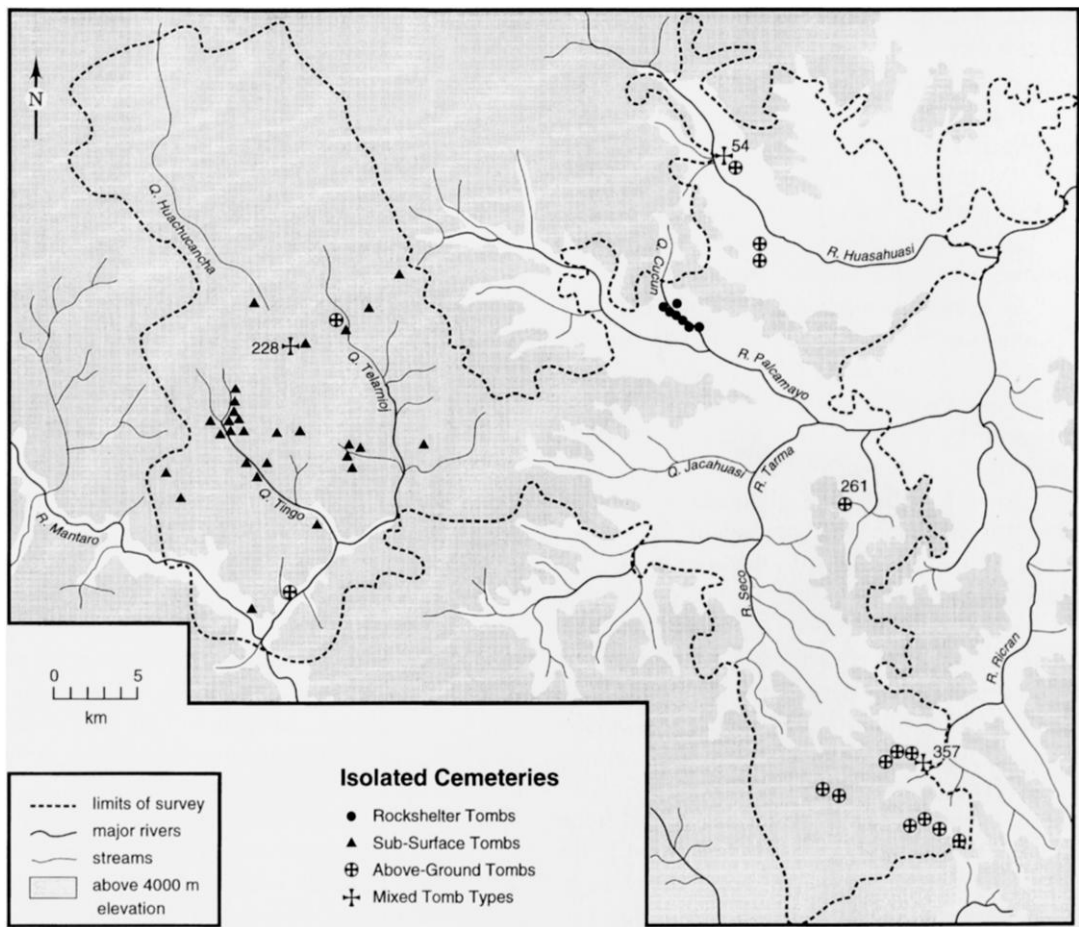 N
54
Q. Huachucancha
R. Huasahuasi
Q. Cucun
228
Q. Telarnioj
R. Palcamayo
Q. Jacahuasi
R. Tarma
261
Q. Tingo
R. Mantaro
R. Seco
R. Ricran
357
0 5
km
limits of survey
major rivers
streams
above 4000 m
elevation
Isolated Cemeteries
Rockshelter Tombs
Sub-Surface Tombs
Above-Ground Tombs
Mixed Tomb Types